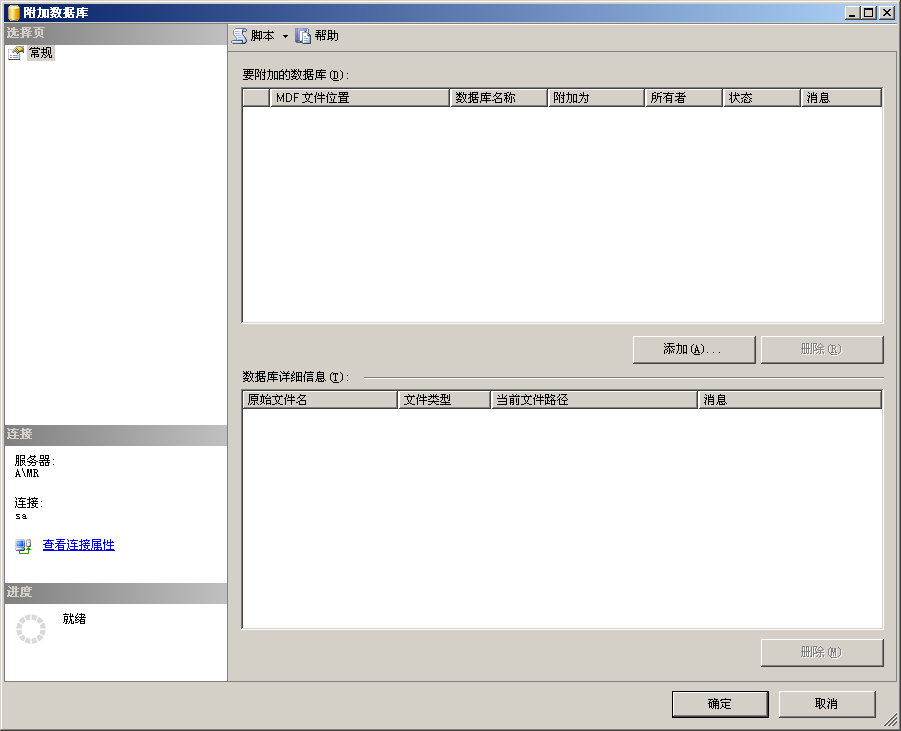 附加数据库
选择页
常规
脚本 帮助
要附加的数据库(D):
MDF 文件位置 数据库名称 附加为 所有者 状态 消息
添加(A)... 删除(R)
数据库详细信息(T):
原始文件名 文件类型 当前文件路径 消息
连接
服务器:
A\MR
连接:
sa
查看连接属性
进度
就绪
删除(M)
确定 取消